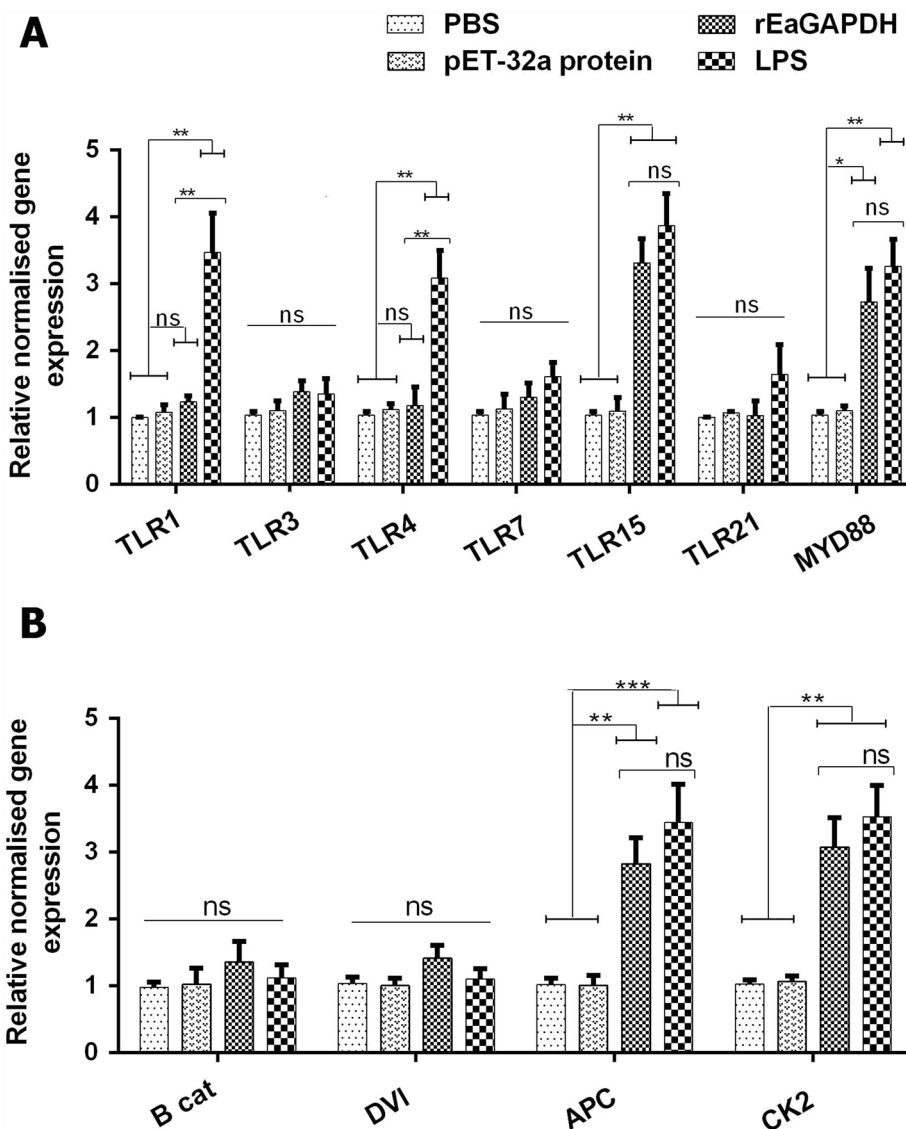 A
PBS
rEaGAPDH
pET-32a protein
LPS
Relative normalised gene
expression
5
4
3
2
1
0
**
**
ns
ns
**
**
ns
ns
**
ns
ns
**
*
ns
TLR1
TLR3
TLR4
TLR7
TLR15
TLR21
MYD88
B
Relative normalised gene
expression
5
4
3
2
1
0
ns
ns
***
**
ns
**
ns
B cat
DVI
APC
CK2